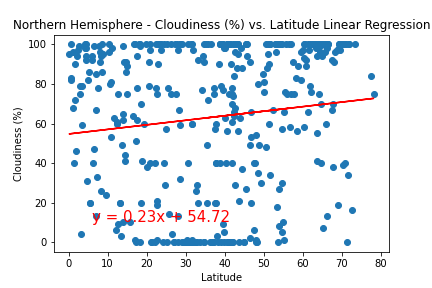 Northern Hemisphere - Cloudiness (%) vs. Latitude Linear Regression
100
80
60
40
20
0
Cloudiness (%)
y = 0.23x + 54.72
0 10 20 30 40 50 60 70 80
Latitude